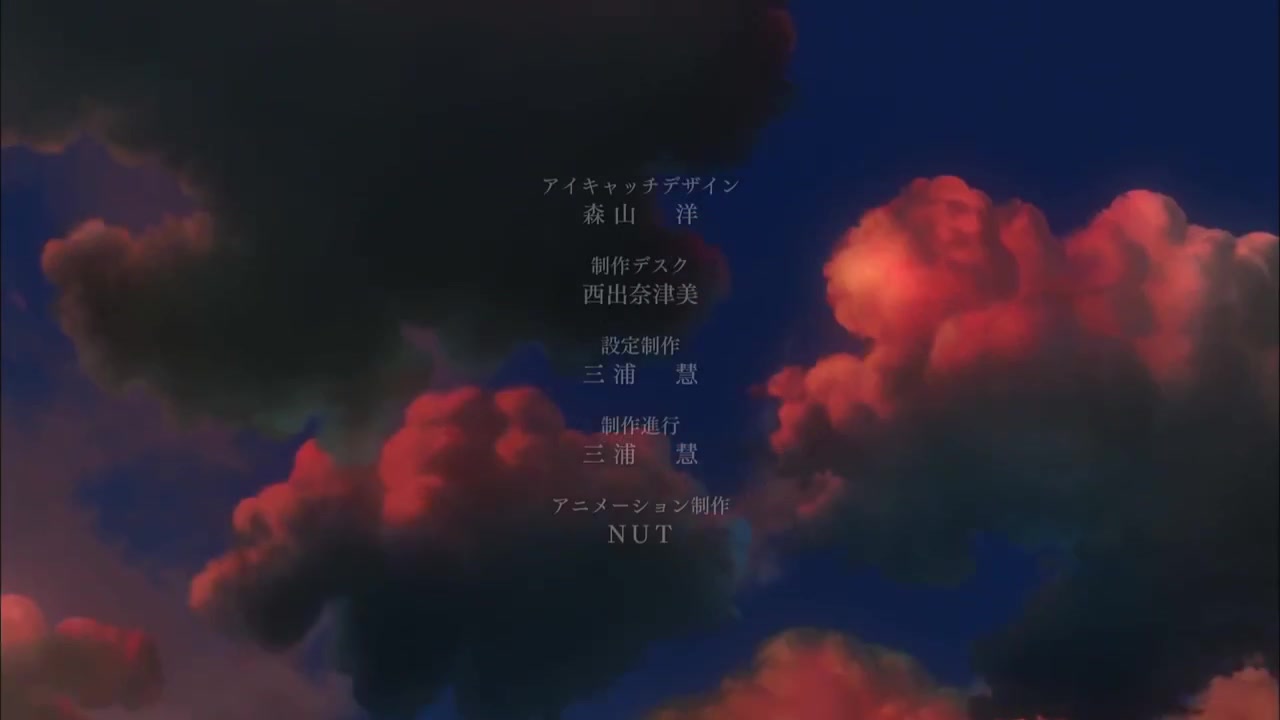 アイキャッチデザイン
森山 洋
制作デスク
西出奈津美
設定制作
三浦 慧
制作進行
三浦 慧
アニメーション制作
NUT